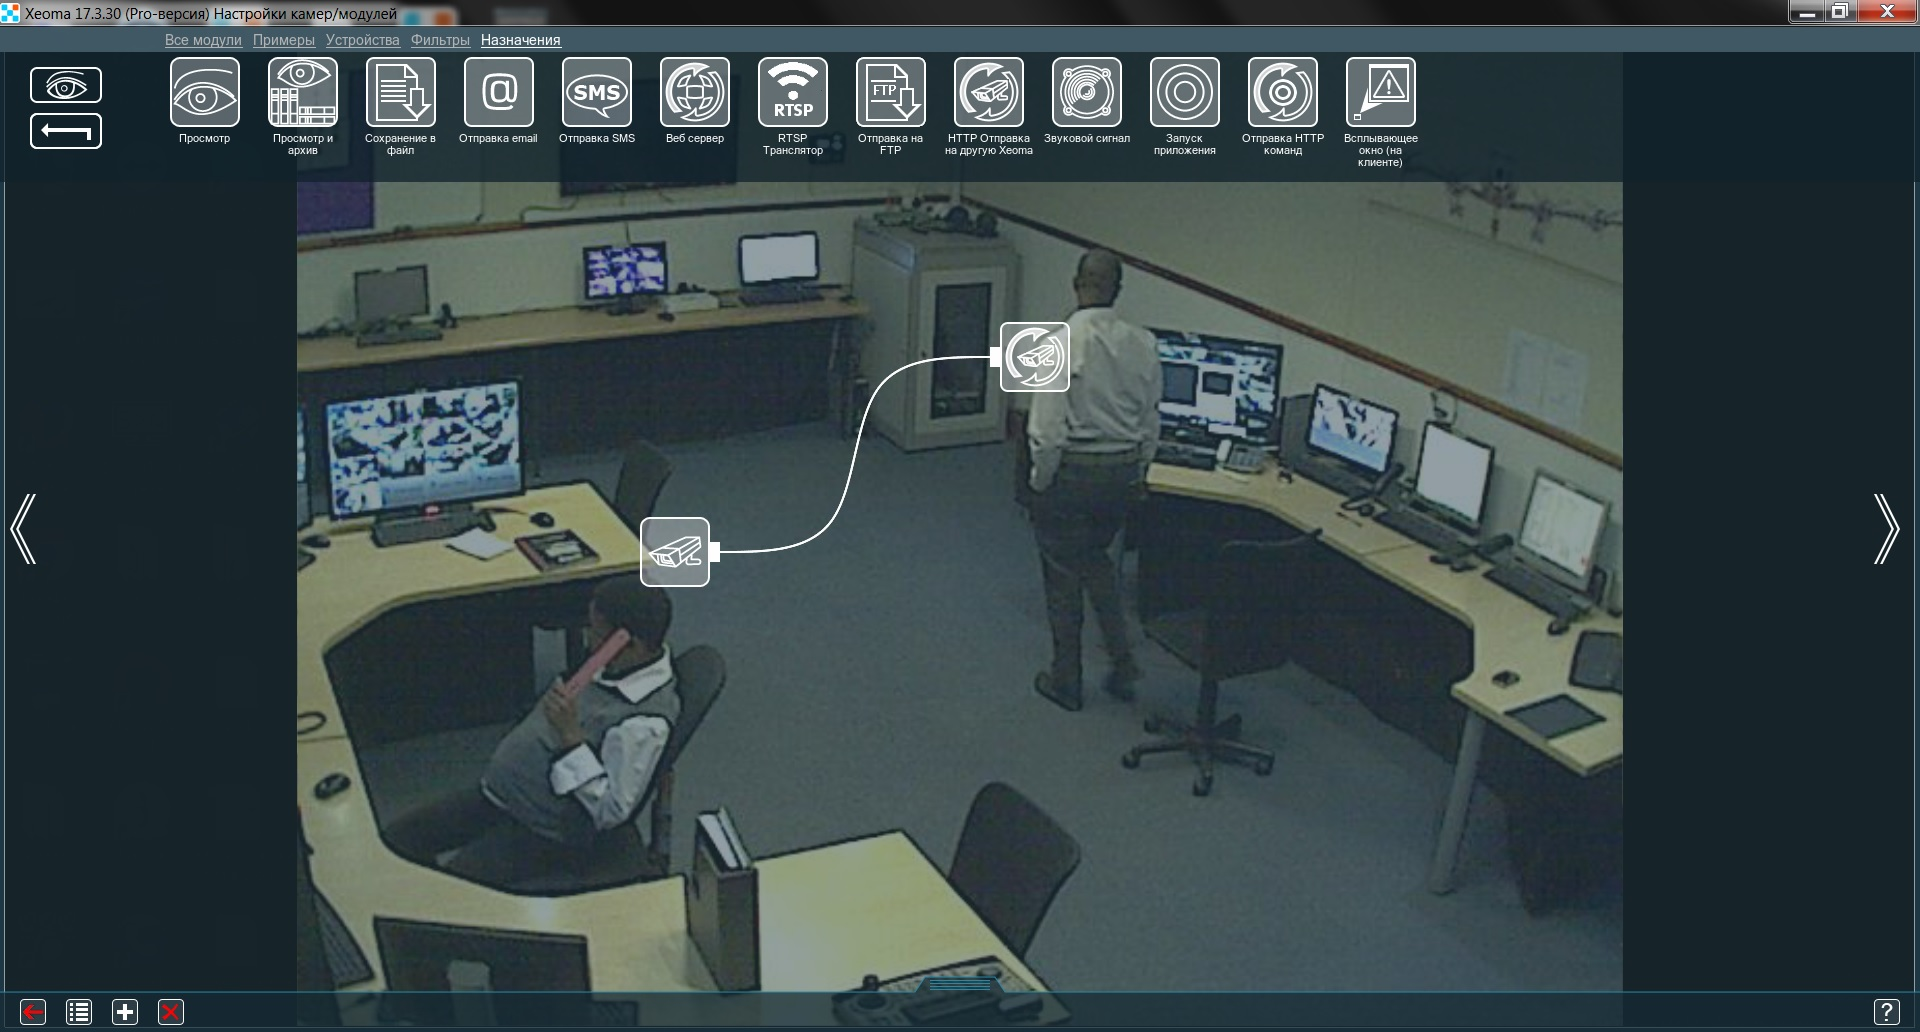 Xeoma 17.3.30 (Pro-версия) Настройки камер/модулей
Все модули Примеры Устройства Фильтры Назначения
@ SMS RTSP FTP
Просмотр
Просмотр и
архив
Сохранение в
файл
Отправка email
Отправка SMS
Веб сервер
RTSP
Транслятор
Отправка на
FTP
HTTP Отправка
на другую Xeoma
Звуковой сигнал
Запуск
приложения
Отправка HTTP
команд
Всплывающее
окно (на
клиенте)
?